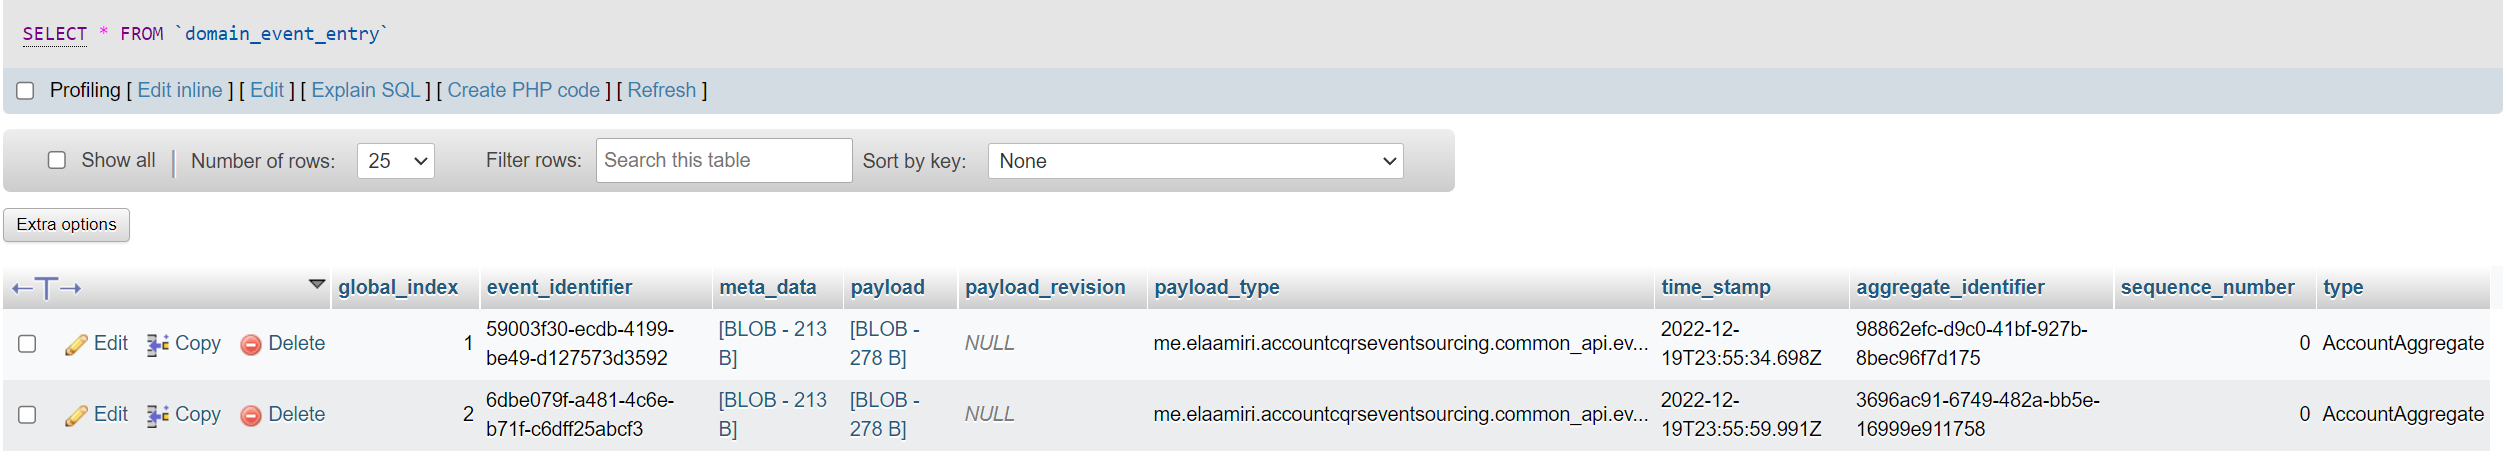 SELECT * FROM `domain_event_entry`
Profiling [ Edit inline ] [ Edit ] [ Explain SQL ] [ Create PHP code ] [ Refresh ]
Show all | Number of rows: 25 Filter rows: Search this table Sort by key: None
Extra options
←T→ global_index event_identifier meta_data payload payload_revision payload_type time_stamp aggregate_identifier sequence_number type
59003f30-ecdb-4199- [BLOB - 213 [BLOB - 2022-12- 98862efc-d9c0-41bf-927b-
Edit Copy Delete 1 NULL me.elaamiri.accountcqrseventsourcing.common_api.ev... 0 AccountAggregate
be49-d127573d3592 B] 278 B] 19T23:55:34.698Z 8bec96f7d175
6dbe079f-a481-4c6e- [BLOB - 213 [BLOB - 2022-12- 3696ac91-6749-482a-bb5e-
Edit Copy Delete 2 NULL me.elaamiri.accountcqrseventsourcing.common_api.ev... 0 AccountAggregate
b71f-c6dff25abcf3 B] 278 B] 19T23:55:59.991Z 16999e911758